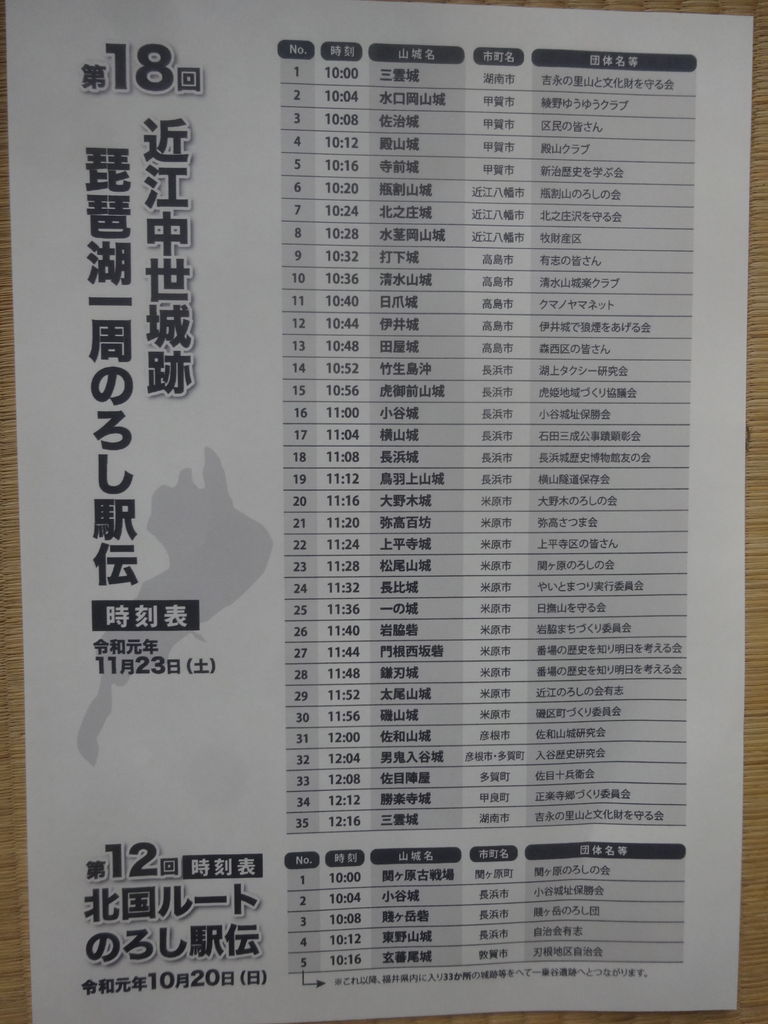 第18回
近江中世城跡
琵琶湖一周のろし駅伝
時刻表
令和元年
11月23日（土）
No. 時刻 山城名 市町名 団体名等
1 10:00 三雲城 湖南市 吉永の里山と文化財を守る会
2 10:04 水口岡山城 甲賀市 綾野ゆうゆうクラブ
3 10:08 佐治城 甲賀市 区民の皆さん
4 10:12 殿山城 甲賀市 殿山クラブ
5 10:16 寺前城 甲賀市 新治歴史を学ぶ会
6 10:20 瓶割山城 近江八幡市 瓶割山のろしの会
7 10:24 北之庄城 近江八幡市 北之庄沢を守る会
8 10:28 水茎岡山城 近江八幡市 牧財産区
9 10:32 打下城 高島市 有志の皆さん
10 10:36 清水山城 高島市 清水山城楽クラブ
11 10:40 日爪城 高島市 クマノヤマネット
12 10:44 伊井城 高島市 伊井城で狼煙をあげる会
13 10:48 田屋城 高島市 森西区の皆さん
14 10:52 竹生島沖 長浜市 湖上タクシー研究会
15 10:56 虎御前山城 長浜市 虎姫地域づくり協議会
16 11:00 小谷城 長浜市 小谷城址保勝会
17 11:04 横山城 長浜市 石田三成公事蹟顕彰会
18 11:08 長浜城 長浜市 長浜城歴史博物館友の会
19 11:12 鳥羽上山城 長浜市 横山隧道保存会
20 11:16 大野木城 米原市 大野木のろしの会
21 11:20 弥高百坊 米原市 弥高さつま会
22 11:24 上平寺城 米原市 上平寺区の皆さん
23 11:28 松尾山城 米原市 関ヶ原のろしの会
24 11:32 長比城 米原市 やいとまつり実行委員会
25 11:36 一の城 米原市 日撫山を守る会
26 11:40 岩脇砦 米原市 岩脇まちづくり委員会
27 11:44 門根西坂砦 米原市 番場の歴史を知り明日を考える会
28 11:48 鎌刃城 米原市 番場の歴史を知り明日を考える会
29 11:52 太尾山城 米原市 近江のろしの会有志
30 11:56 磯山城 米原市 磯区町づくり委員会
31 12:00 佐和山城 彦根市 佐和山城研究会
32 12:04 男鬼入谷城 彦根市・多賀町 入谷歴史研究会
33 12:08 佐目陣屋 多賀町 佐目十兵衛会
34 12:12 勝楽寺城 甲良町 正楽寺郷づくり委員会
35 12:16 三雲城 湖南市 吉永の里山と文化財を守る会
第12回 時刻表
北国ルート
のろし駅伝
令和元年10月20日（日）
No. 時刻 山城名 市町名 団体名等
1 10:00 関ヶ原古戦場 関ヶ原町 関ヶ原のろしの会
2 10:04 小谷城 長浜市 小谷城址保勝会
3 10:08 賤ヶ岳砦 長浜市 賤ヶ岳のろし団
4 10:12 東野山城 長浜市 自治会有志
5 10:16 玄蕃尾城 敦賀市 刃根地区自治会
※これ以降、福井県内に入り33か所の城跡等をへて一乗谷遺跡へとつながります。